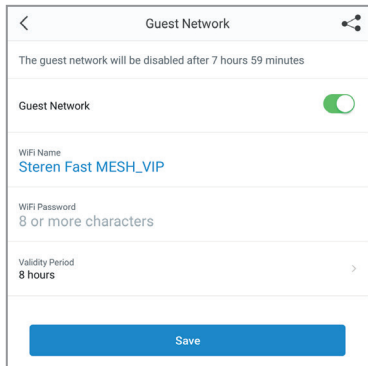 Guest Network
The guest network will be disabled after 7 hours 59 minutes
Guest Network
WiFi Name
Steren Fast MESH_VIP
WiFi Password
8 or more characters
Validity Period
8 hours
Save